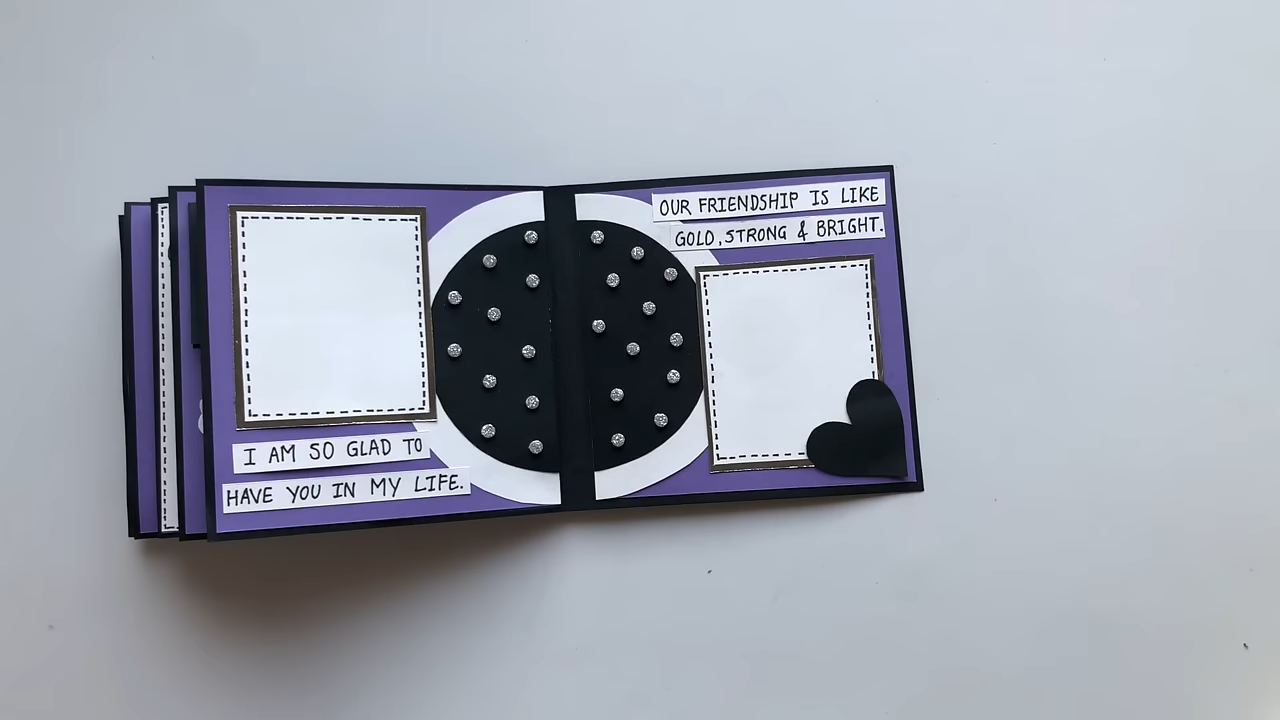 I AM SO GLAD TO
HAVE YOU IN MY LIFE.
OUR FRIENDSHIP IS LIKE
GOLD, STRONG & BRIGHT.